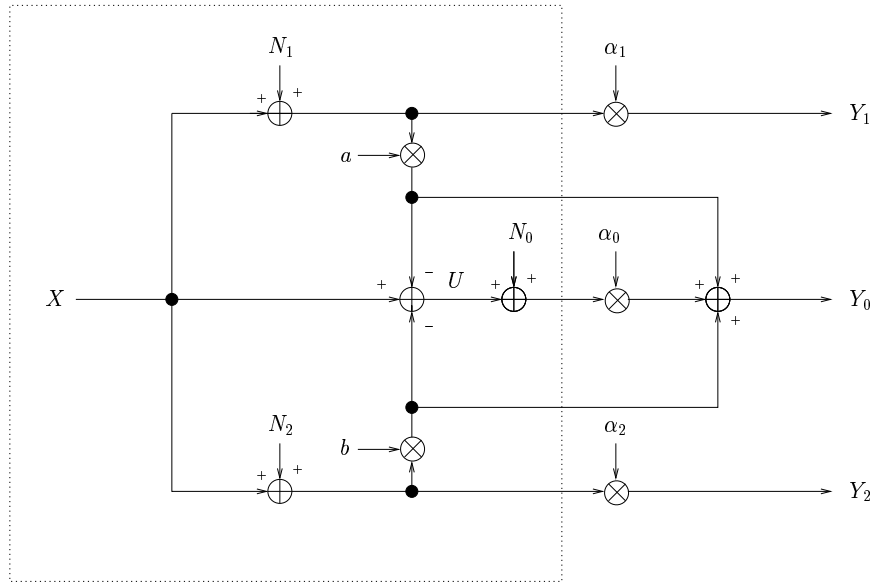 N₁ α₁
+ + Y₁
a
N₀ α₀
− U + + + +
X + Y₀
− +
N₂ α₂
b
+ + Y₂